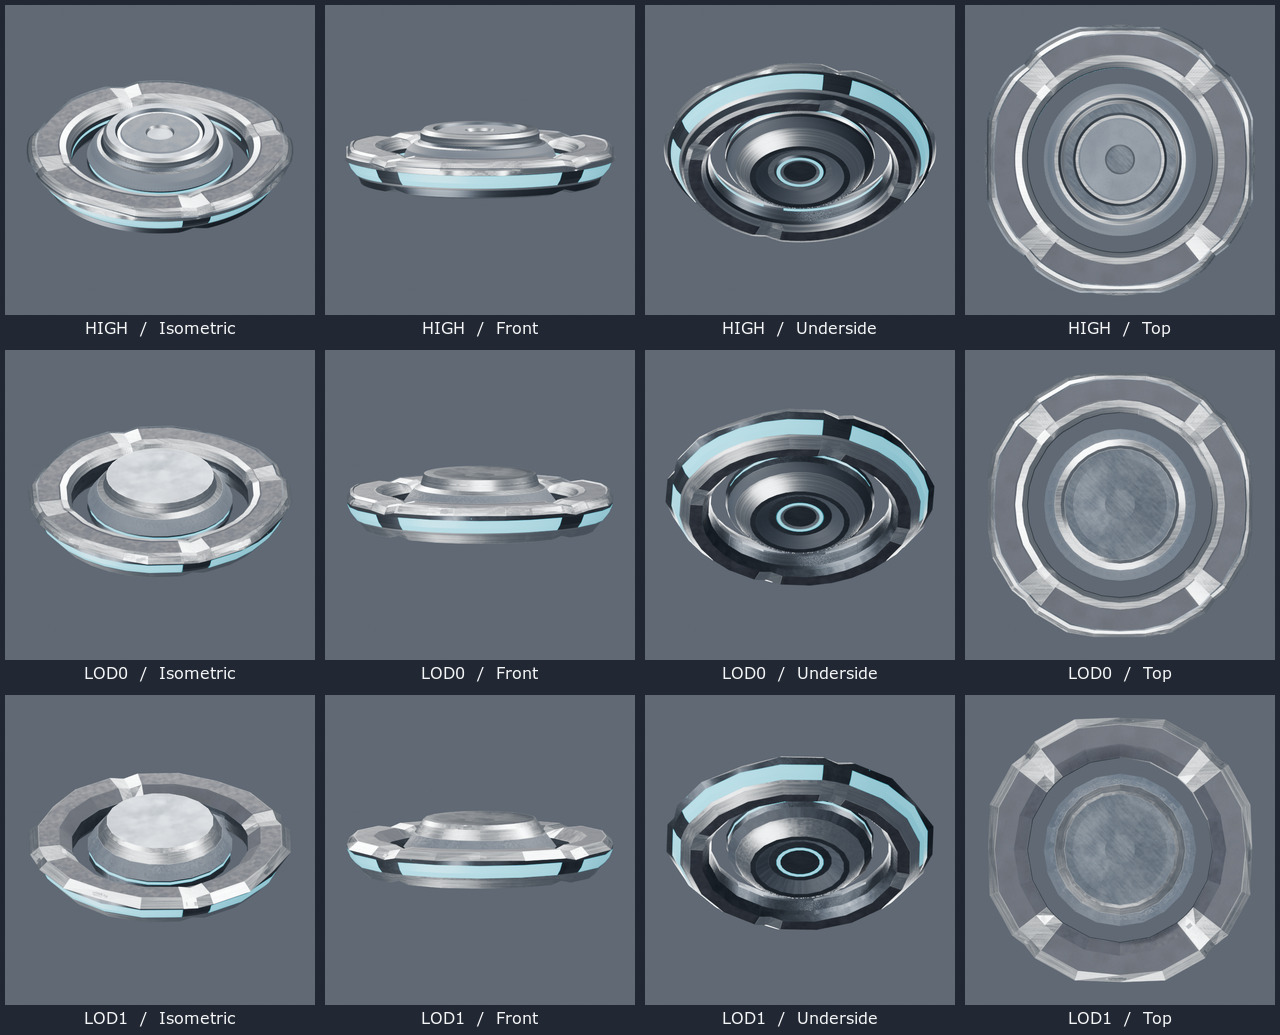 HIGH / Isometric
HIGH / Front
HIGH / Underside
HIGH / Top
LOD0 / Isometric
LOD0 / Front
LOD0 / Underside
LOD0 / Top
LOD1 / Isometric
LOD1 / Front
LOD1 / Underside
LOD1 / Top